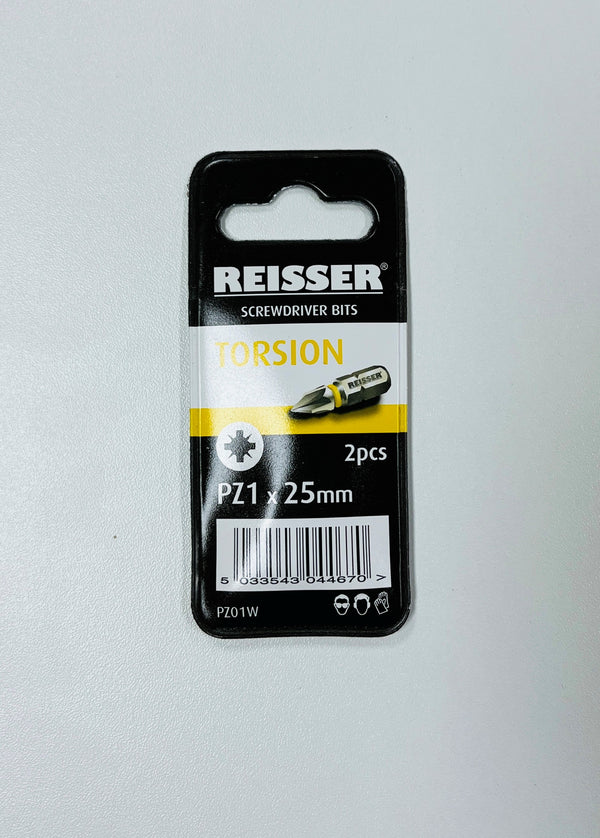 REISSER®
SCREWDRIVER BITS
TORSION
REISSER
2pcs
PZ1 x 25mm
5 033543 044670 >
PZ01W